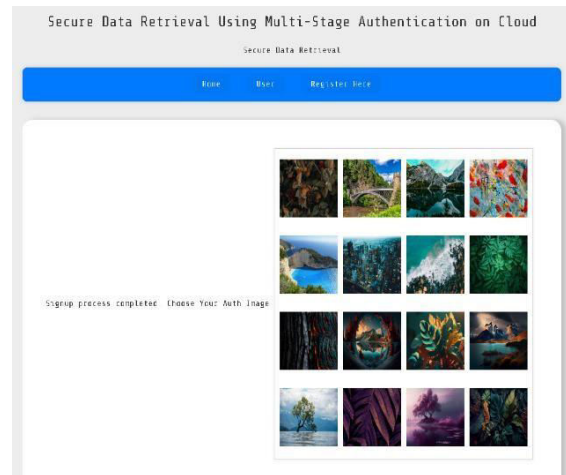 Secure Data Retrieval Using Multi-Stage Authentication on Cloud
Secure Data Retrieval
Home User Register Here
Signup process completed Choose Your Auth Image